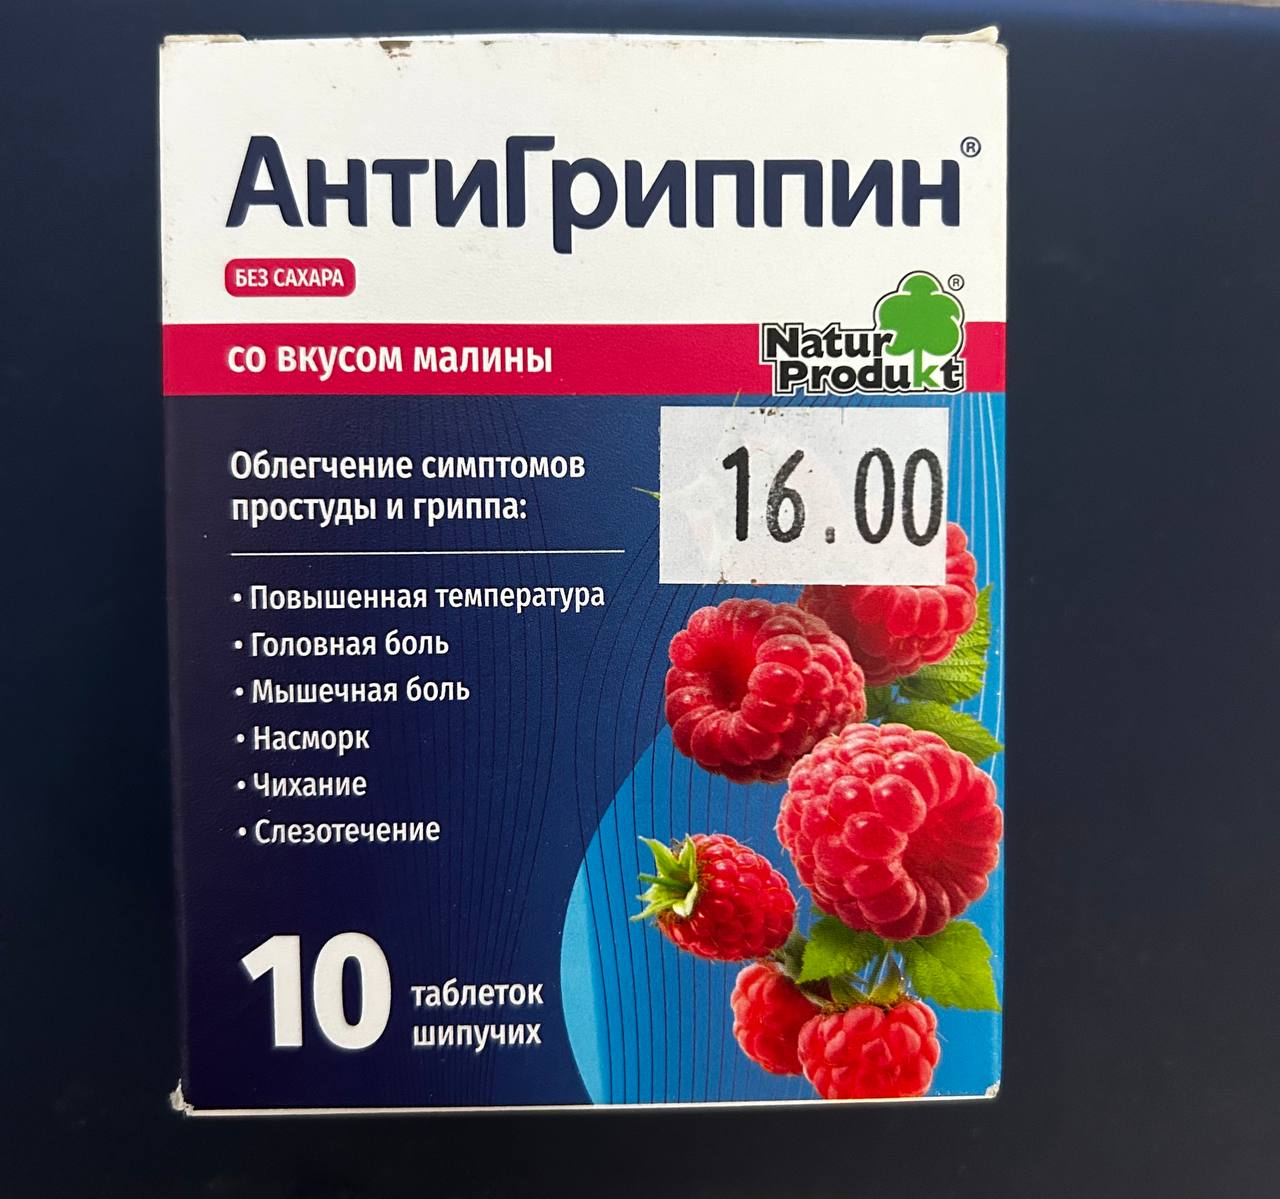 АнтиГриппин®
БЕЗ САХАРА
со вкусом малины
Natur ®
Produkt
Облегчение симптомов
простуды и гриппа:
16.00
• Повышенная температура
• Головная боль
• Мышечная боль
• Насморк
• Чихание
• Слезотечение
10 таблеток
шипучих